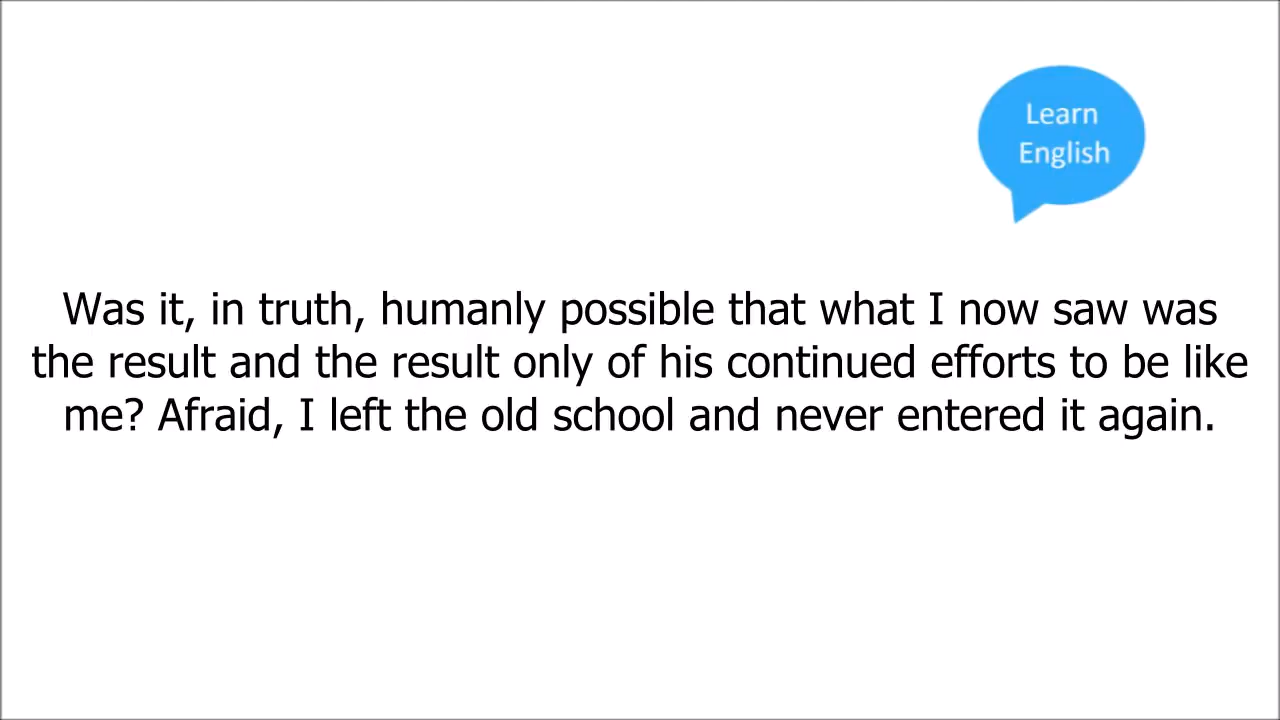 Learn
English
Was it, in truth, humanly possible that what I now saw was
the result and the result only of his continued efforts to be like
me? Afraid, I left the old school and never entered it again.